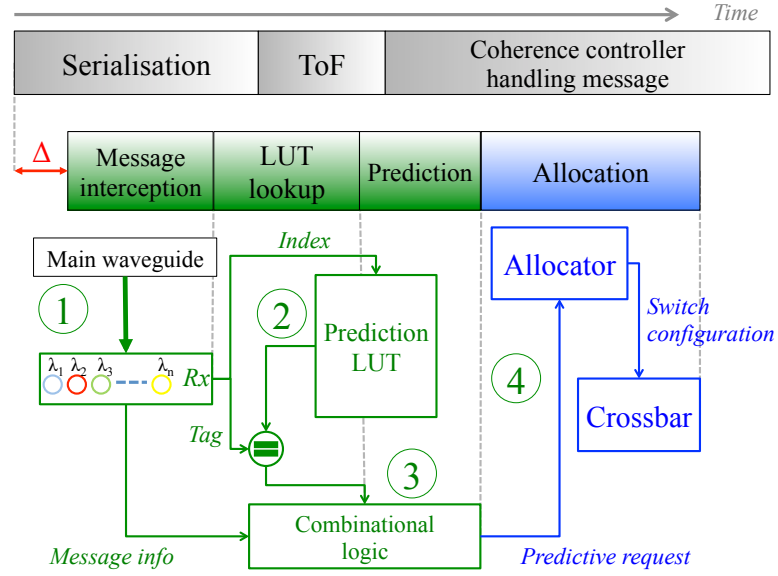 Time
Serialisation
ToF
Coherence controller
handling message
Δ
Message
interception
LUT
lookup
Prediction
Allocation
Main waveguide
Index
1
2
Prediction
LUT
λ1
λ2
λ3
λn
Rx
Tag
3
Combinational
logic
Message info
Allocator
Switch
configuration
4
Crossbar
Predictive request